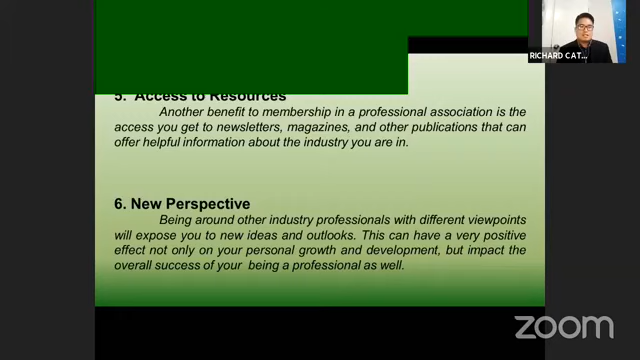 RICHARD CAT...
5. Access to Resources
Another benefit to membership in a professional association is the
access you get to newsletters, magazines, and other publications that can
offer helpful information about the industry you are in.
6. New Perspective
Being around other industry professionals with different viewpoints
will expose you to new ideas and outlooks. This can have a very positive
effect not only on your personal growth and development, but impact the
overall success of your being a professional as well.
zoom